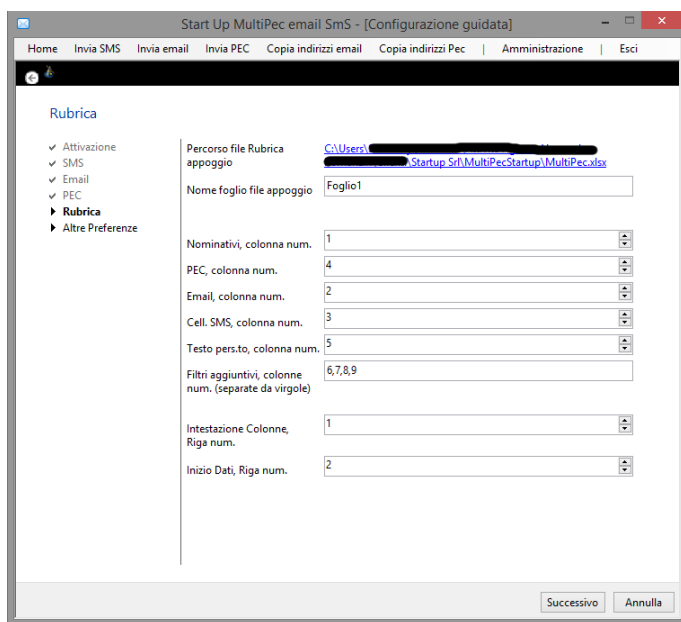 Start Up MultiPec email SmS - [Configurazione guidata]
Home Invia SMS Invia email Invia PEC Copia indirizzi email Copia indirizzi Pec | Amministrazione | Esci
Rubrica
Attivazione
SMS
Email
PEC
Rubrica
Altre Preferenze
Percorso file Rubrica
appoggio
C:\Users\
\Startup Srl\MultiPecStartup\MultiPec.xlsx
Nome foglio file appoggio
Foglio1
Nominativi, colonna num.
1
PEC, colonna num.
4
Email, colonna num.
2
Cell. SMS, colonna num.
3
Testo pers.to, colonna num.
5
Filtri aggiuntivi, colonne
num. (separate da virgole)
6,7,8,9
Intestazione Colonne,
Riga num.
1
Inizio Dati, Riga num.
2
Successivo
Annulla